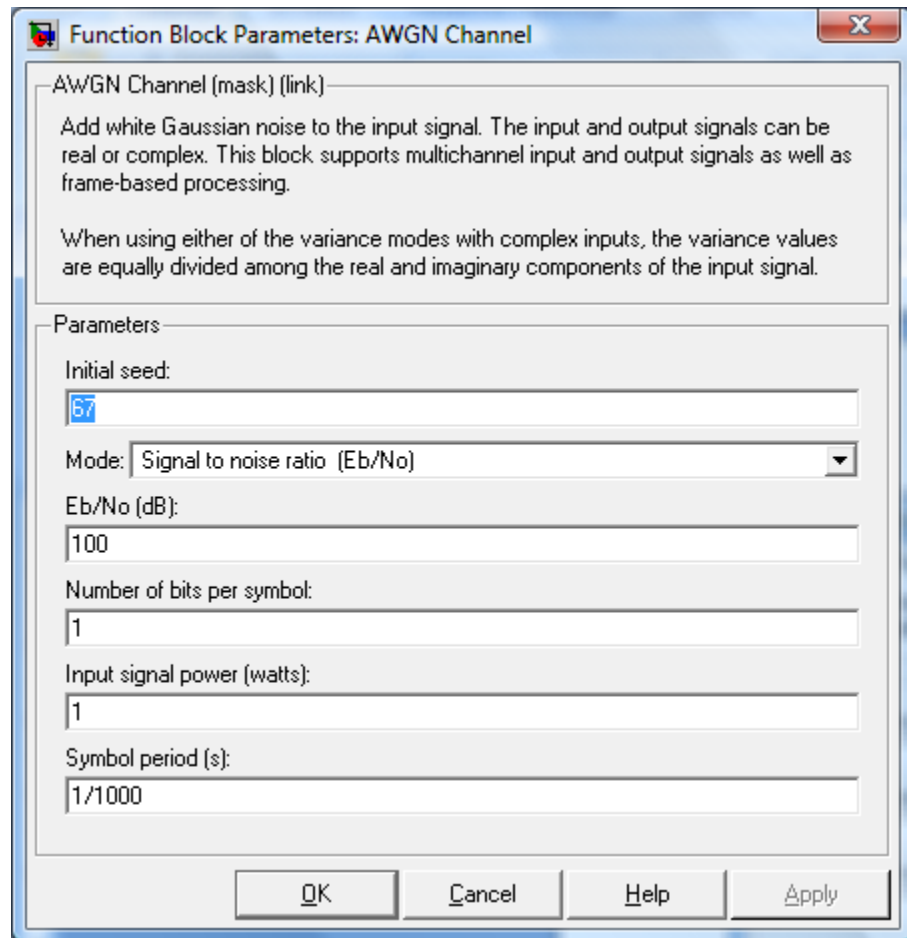 Function Block Parameters: AWGN Channel
AWGN Channel (mask) (link)
Add white Gaussian noise to the input signal. The input and output signals can be
real or complex. This block supports multichannel input and output signals as well as
frame-based processing.
When using either of the variance modes with complex inputs, the variance values
are equally divided among the real and imaginary components of the input signal.
Parameters
Initial seed:
67
Mode: Signal to noise ratio (Eb/No)
Eb/No (dB):
100
Number of bits per symbol:
1
Input signal power (watts):
1
Symbol period (s):
1/1000
OK Cancel Help Apply